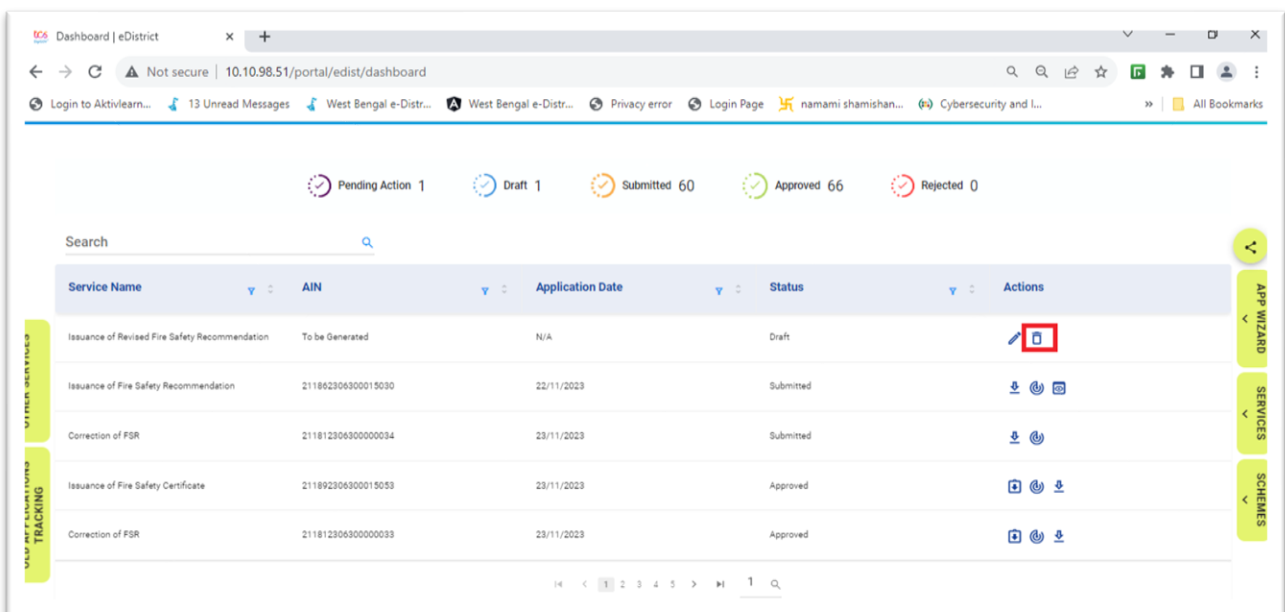 Dashboard | eDistrict
Not secure | 10.10.98.51/portal/edist/dashboard
Login to Aktivlearn... 13 Unread Messages West Bengal e-Distr... West Bengal e-Distr... Privacy error Login Page namami shamishan... Cybersecurity and I... » All Bookmarks
Pending Action 1 Draft 1 Submitted 60 Approved 66 Rejected 0
Search
Service Name AIN Application Date Status Actions
Issuance of Revised Fire Safety Recommendation To be Generated N/A Draft
Issuance of Fire Safety Recommendation 211862306300015030 22/11/2023 Submitted
Correction of FSR 211812306300000034 23/11/2023 Submitted
Issuance of Fire Safety Certificate 211892306300015053 23/11/2023 Approved
Correction of FSR 211812306300000033 23/11/2023 Approved
1 2 3 4 5 1
OTHER SERVICES
OLD APPLICATIONS
TRACKING
APP WIZARD
SERVICES
SCHEMES